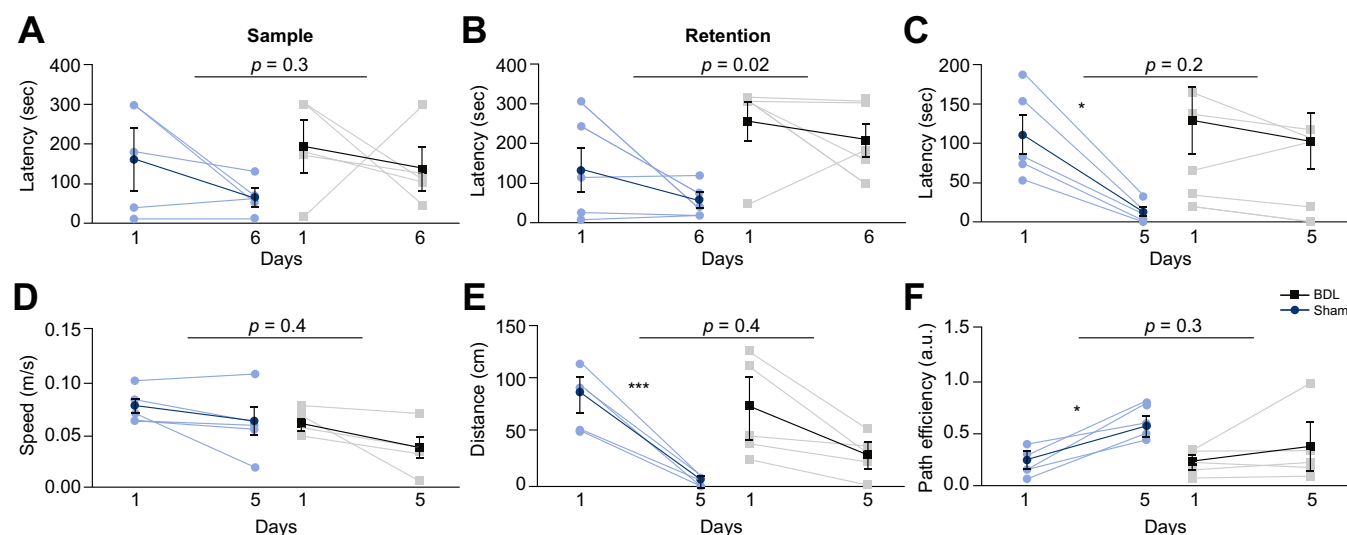 A
Sample
p = 0.3
Latency (sec)
400
300
200
100
0
1
6
1
6
Days
B
Retention
p = 0.02
Latency (sec)
400
300
200
100
0
1
6
1
6
Days
C
p = 0.2
Latency (sec)
200
150
100
50
0
*
1
5
1
5
Days
D
p = 0.4
Speed (m/s)
0.15
0.10
0.05
0.00
1
5
1
5
Days
E
p = 0.4
Distance (cm)
150
100
50
0
***
1
5
1
5
Days
F
BDL
Sham
p = 0.3
Path efficiency (a.u.)
1.5
1.0
0.5
0.0
*
1
5
1
5
Days